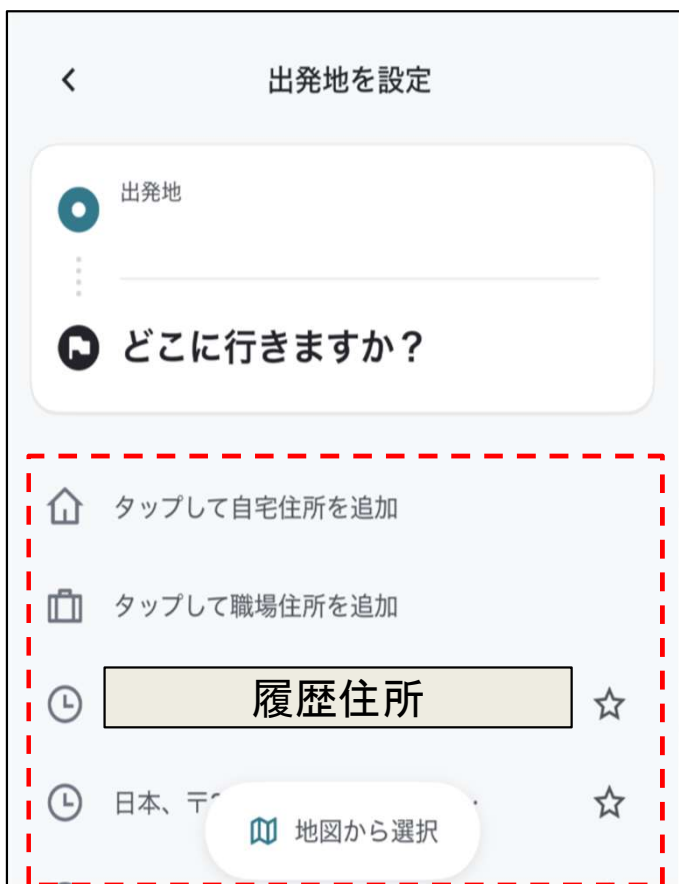 出発地を設定
出発地
どこに行きますか？
タップして自宅住所を追加
タップして職場住所を追加
履歴住所
日本、〒
地図から選択